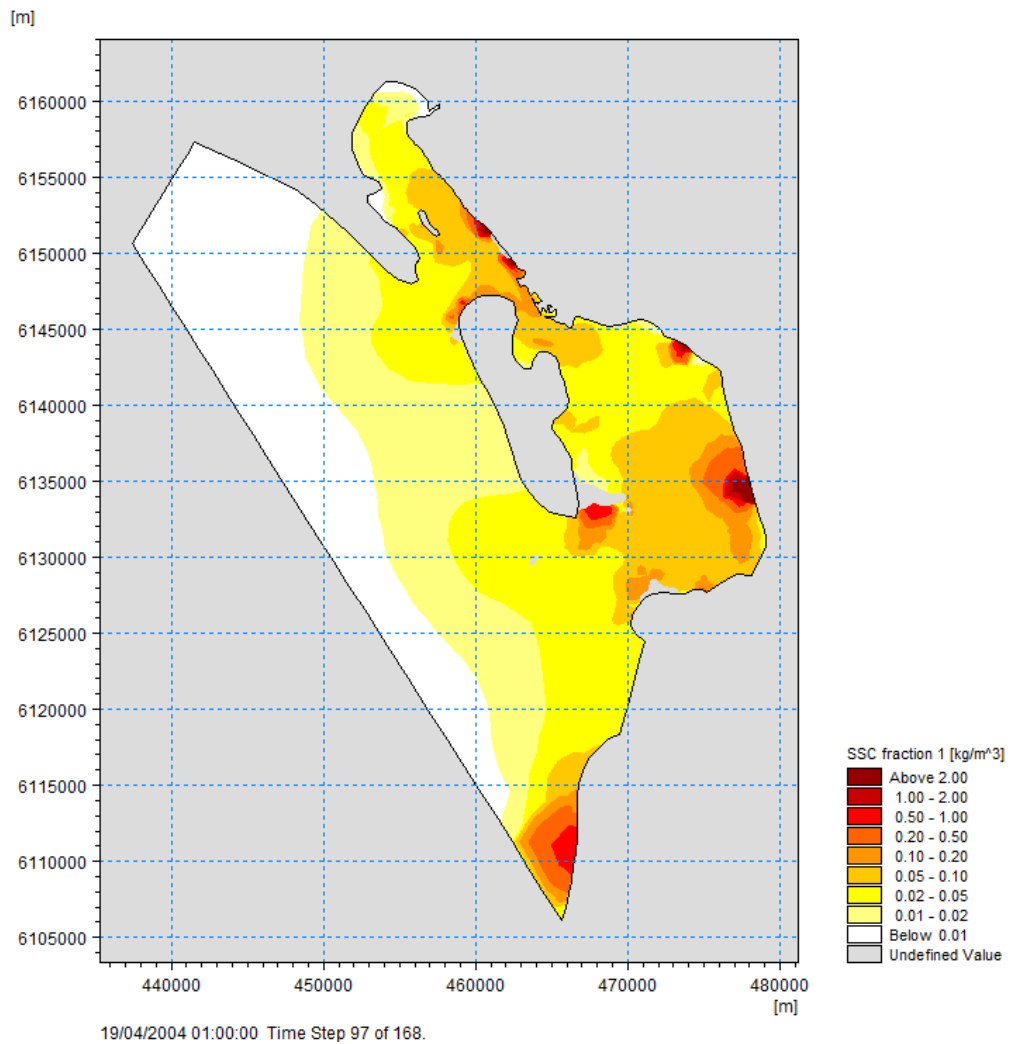 [m]
6160000
6155000
6150000
6145000
6140000
6135000
6130000
6125000
6120000
6115000
6110000
6105000
440000 450000 460000 470000 480000
[m]
SSC fraction 1 [kg/m^3]
Above 2.00
1.00 - 2.00
0.50 - 1.00
0.20 - 0.50
0.10 - 0.20
0.05 - 0.10
0.02 - 0.05
0.01 - 0.02
Below 0.01
Undefined Value
19/04/2004 01:00:00 Time Step 97 of 168.